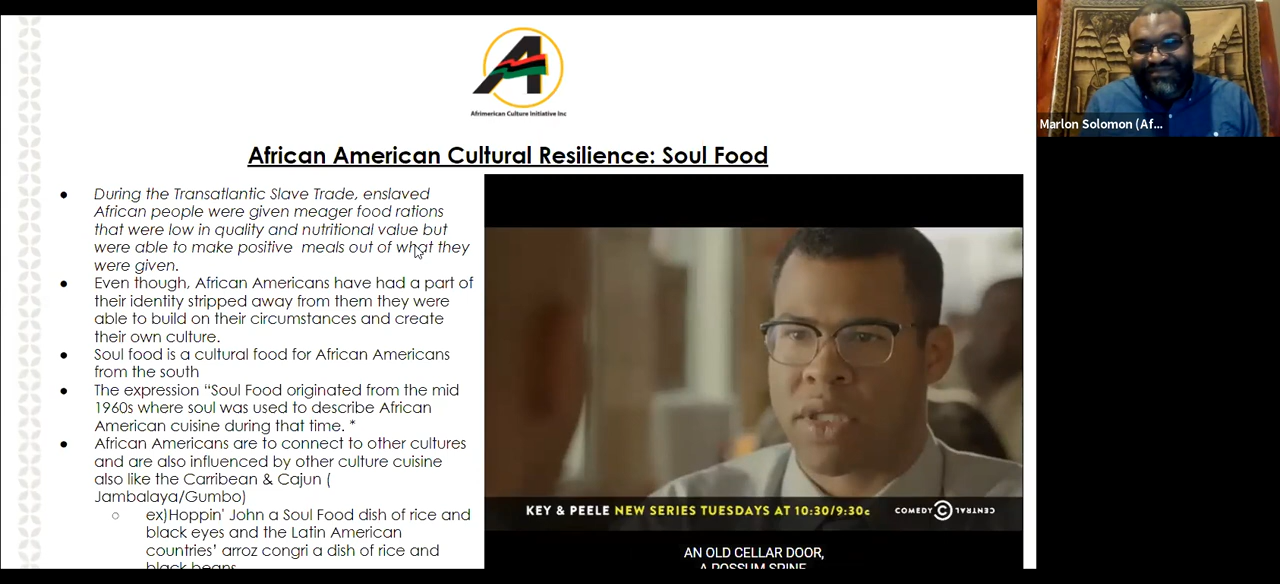 A
Afrimerican Culture Initiative Inc
Marlon Solomon (Af...
African American Cultural Resilience: Soul Food
● During the Transatlantic Slave Trade, enslaved
African people were given meager food rations
that were low in quality and nutritional value but
were able to make positive meals out of what they
were given.
● Even though, African Americans have had a part of
their identity stripped away from them they were
able to build on their circumstances and create
their own culture.
● Soul food is a cultural food for African Americans
from the south
● The expression “Soul Food originated from the mid
1960s where soul was used to describe African
American cuisine during that time. *
● African Americans are to connect to other cultures
and are also influenced by other culture cuisine
also like the Carribean & Cajun (
Jambalaya/Gumbo)
○ ex)Hoppin' John a Soul Food dish of rice and
black eyes and the Latin American
countries’ arroz congri a dish of rice and
black beans
KEY & PEELE NEW SERIES TUESDAYS AT 10:30/9:30c
COMEDY C CENTRAL
AN OLD CELLAR DOOR,
A POSSUM SPINE